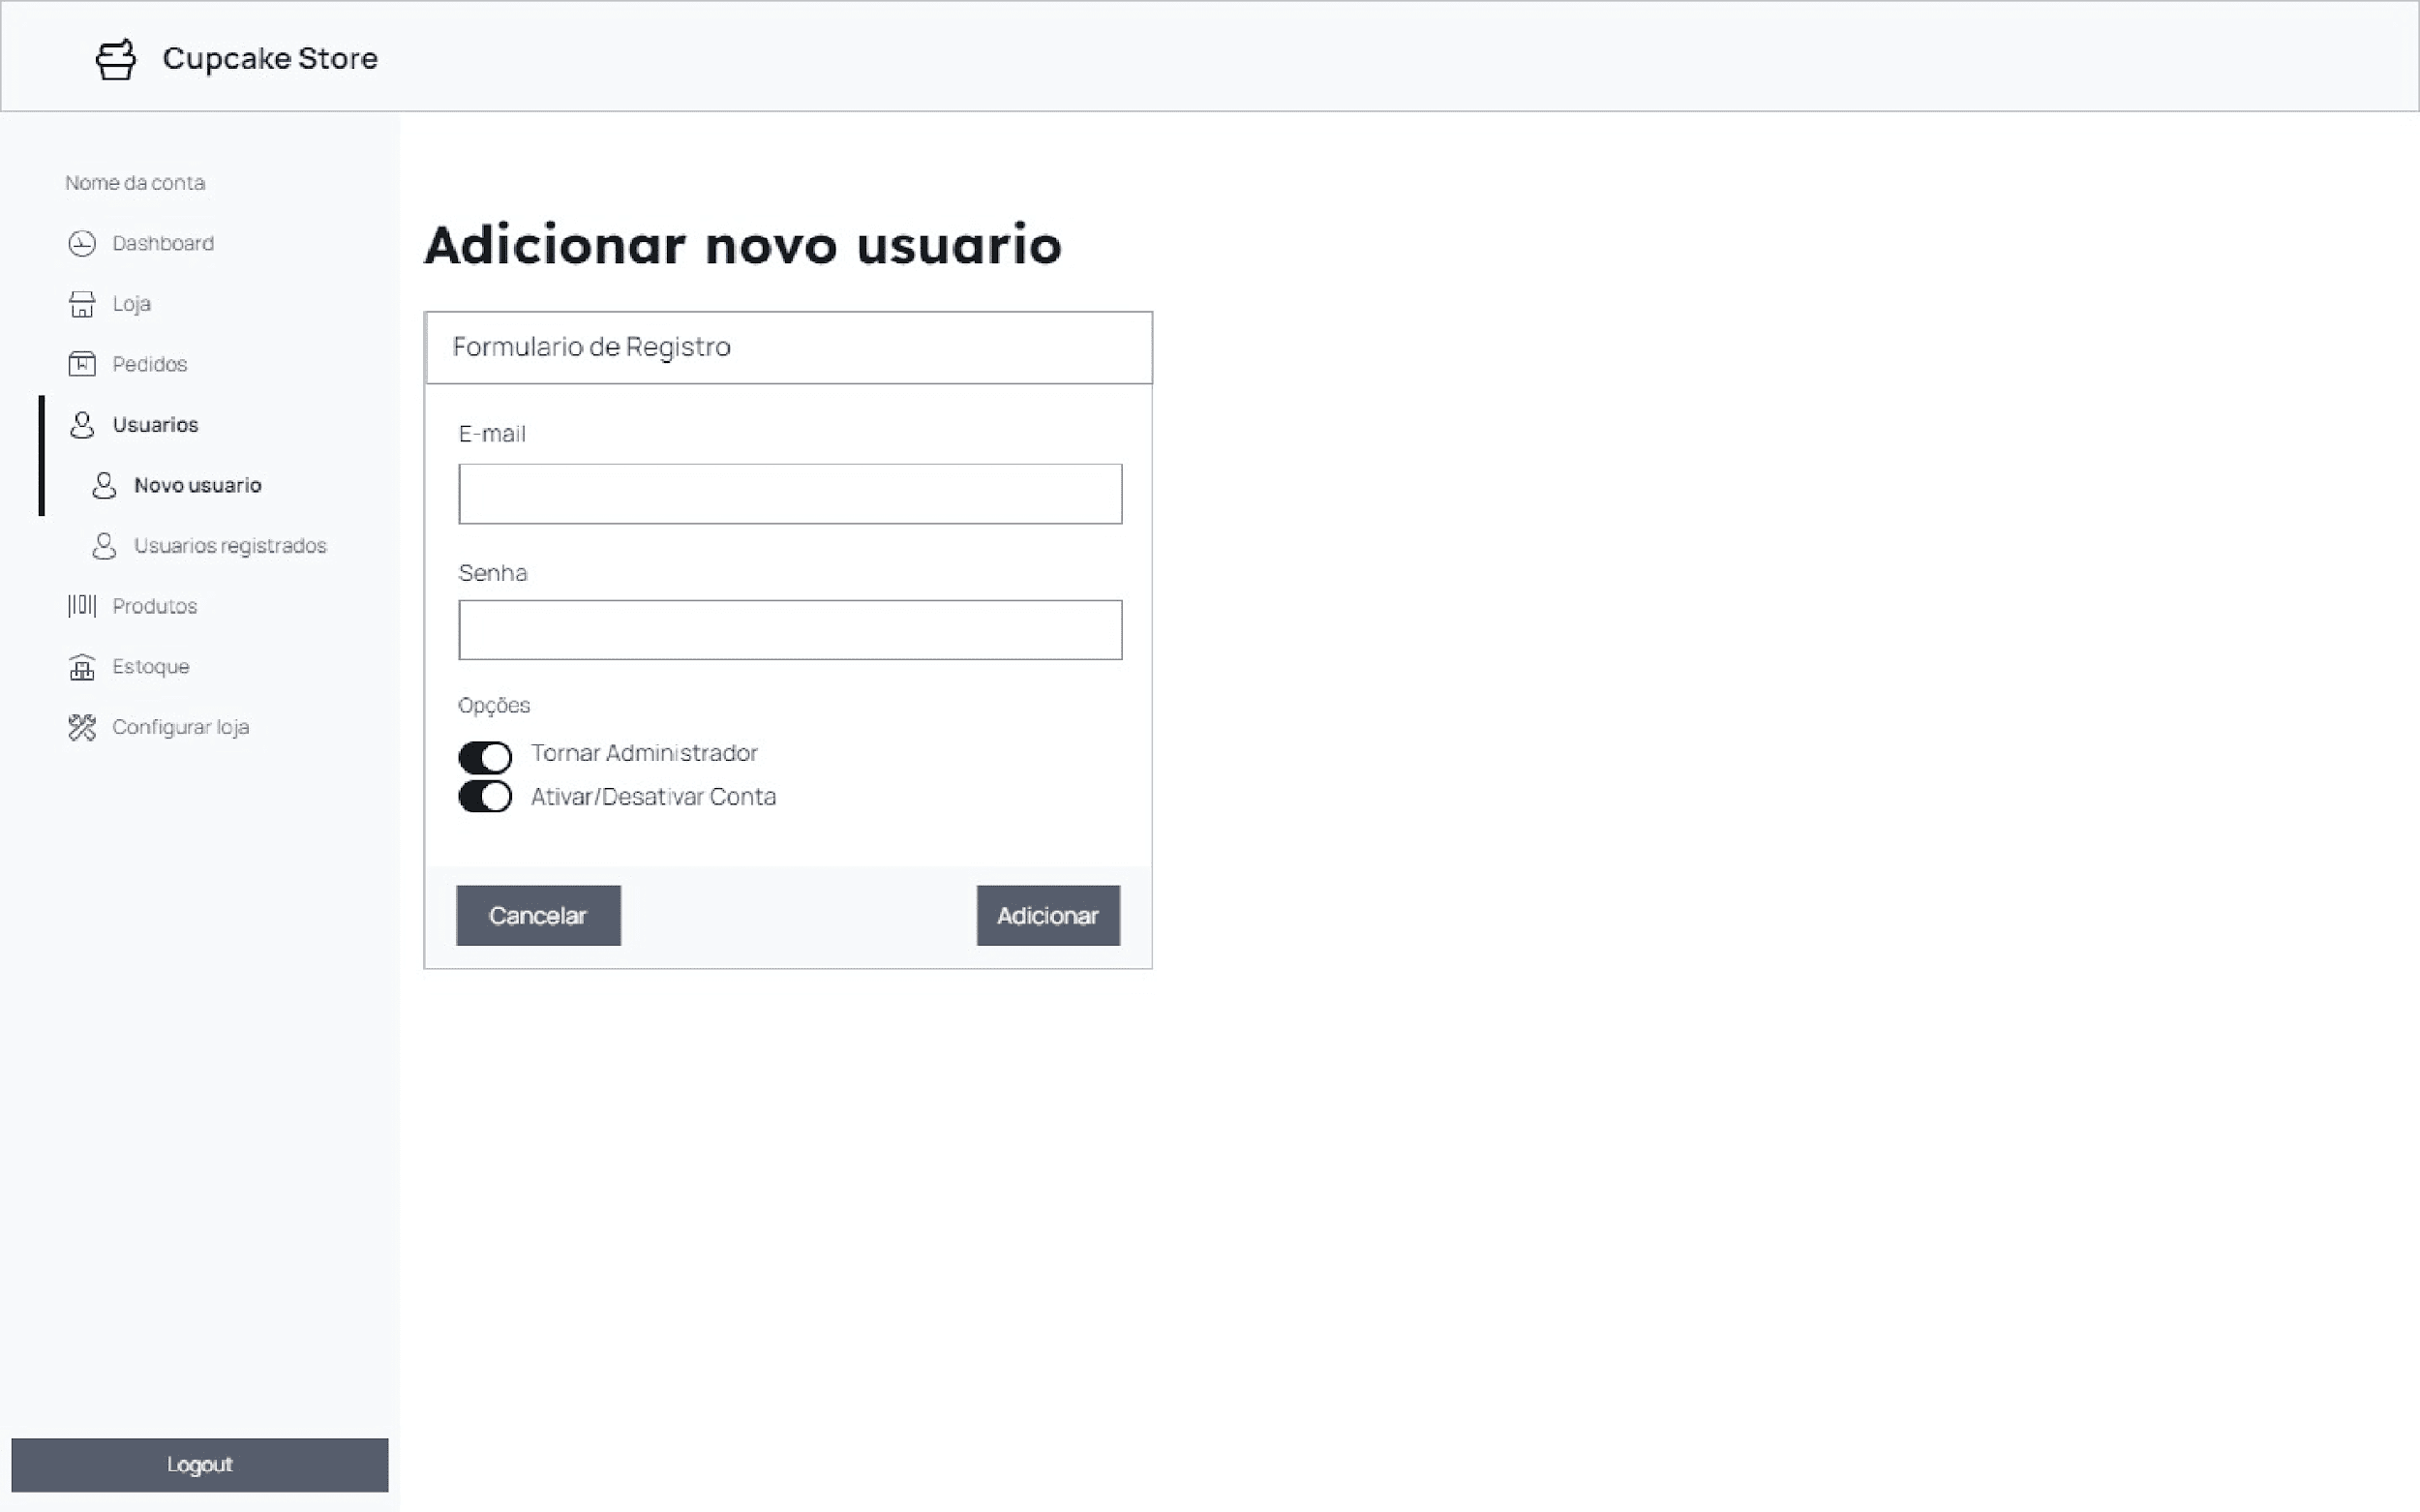 Cupcake Store
Nome da conta
Dashboard
Loja
Pedidos
Usuarios
Novo usuario
Usuarios registrados
Produtos
Estoque
Configurar loja
Logout
Adicionar novo usuario
Formulario de Registro
E-mail
Senha
Opções
Tornar Administrador
Ativar/Desativar Conta
Cancelar
Adicionar